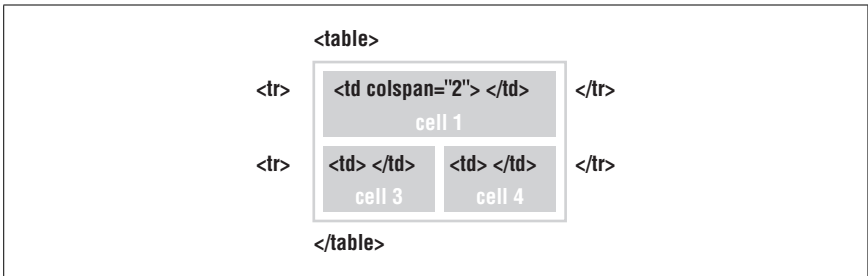 <table>
<tr> <td colspan="2"> </td> </tr>
cell 1
<tr> <td> </td> <td> </td> </tr>
cell 3 cell 4
</table>